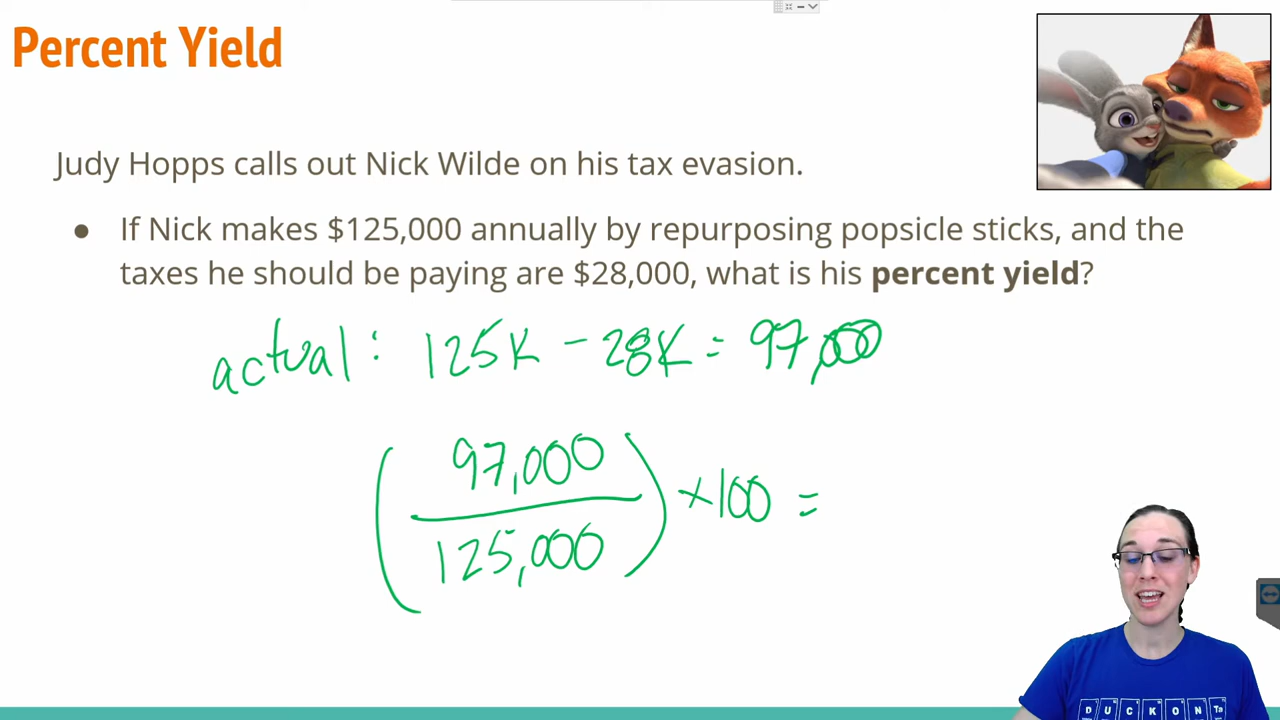 Percent Yield
Judy Hopps calls out Nick Wilde on his tax evasion.
● If Nick makes $125,000 annually by repurposing popsicle sticks, and the
taxes he should be paying are $28,000, what is his percent yield?
actual: 125K - 28K = 97,000
( 97,000
125,000 ) ×100 =
D U C K O N Ta